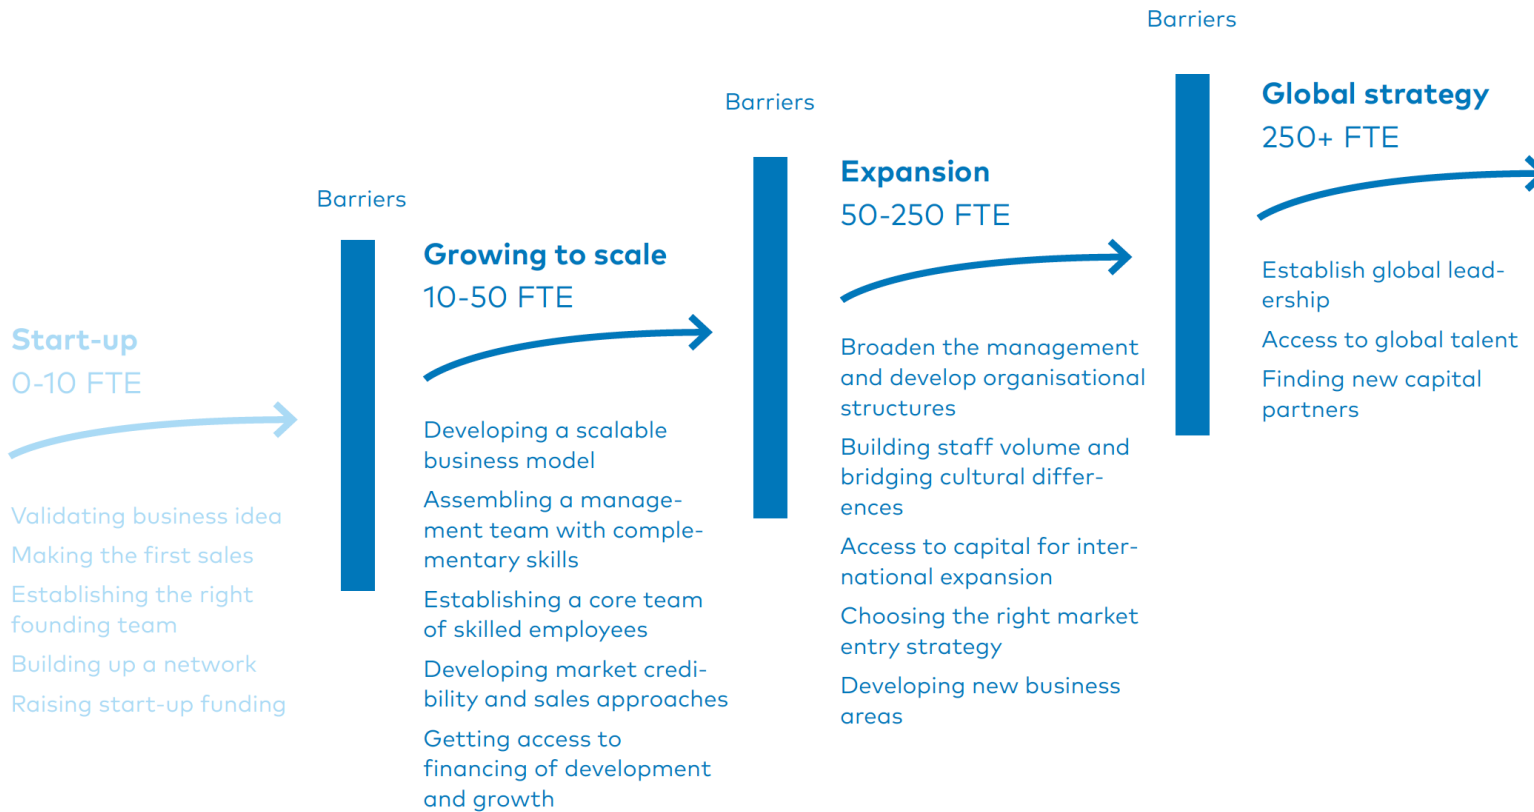 Start-up
0-10 FTE
Validating business idea
Making the first sales
Establishing the right
founding team
Building up a network
Raising start-up funding
Barriers
Growing to scale
10-50 FTE
Developing a scalable
business model
Assembling a manage-
ment team with comple-
mentary skills
Establishing a core team
of skilled employees
Developing market credi-
bility and sales approaches
Getting access to
financing of development
and growth
Barriers
Expansion
50-250 FTE
Broaden the management
and develop organisational
structures
Building staff volume and
bridging cultural differ-
ences
Access to capital for inter-
national expansion
Choosing the right market
entry strategy
Developing new business
areas
Barriers
Global strategy
250+ FTE
Establish global lead-
ership
Access to global talent
Finding new capital
partners